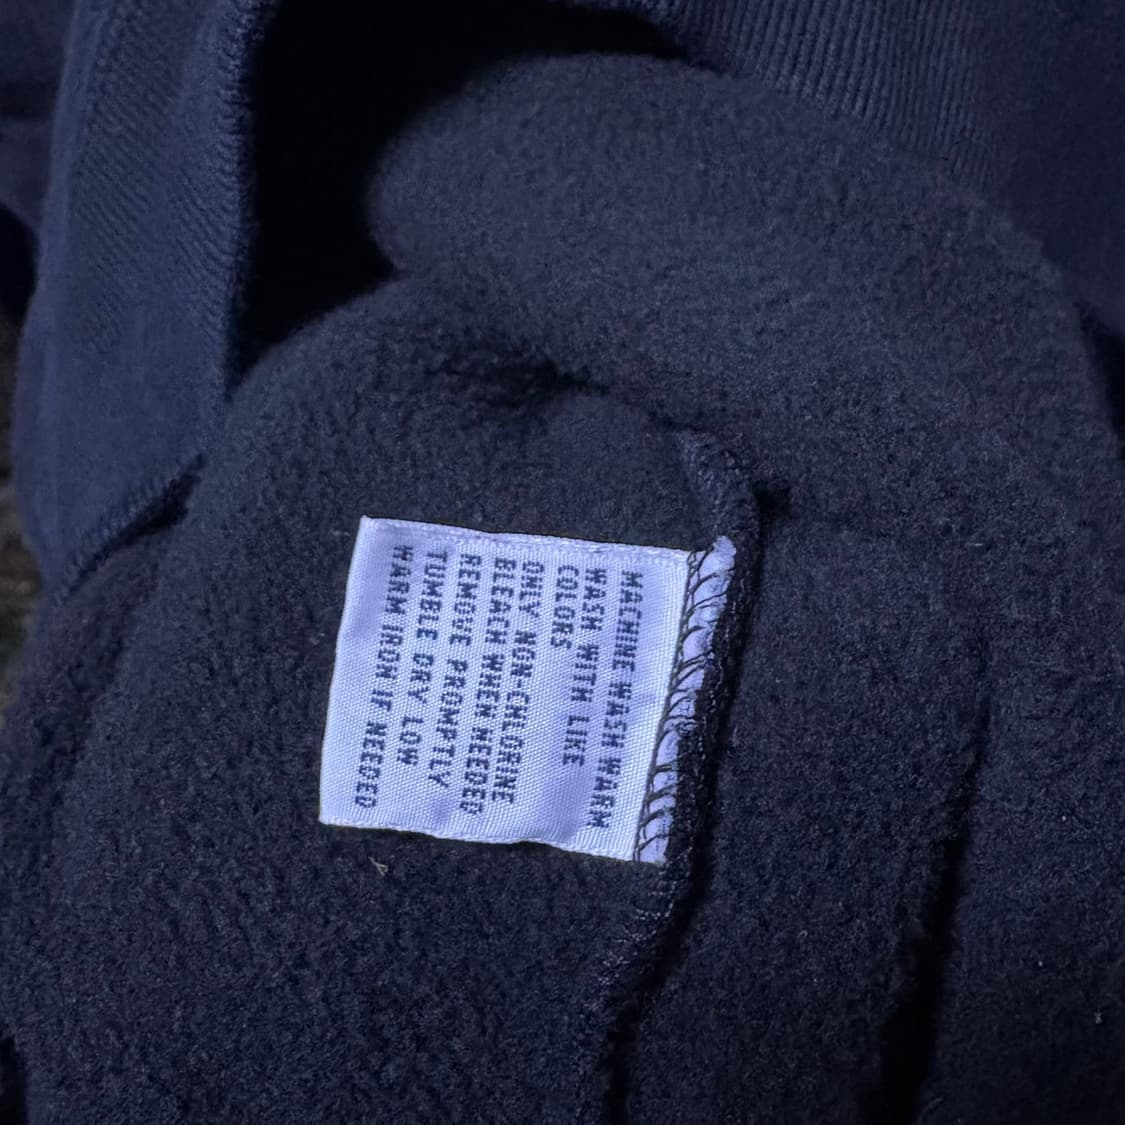 MACHINE WASH WARM
WASH WITH LIKE
COLORS
ONLY NON-CHLORINE
BLEACH WHEN NEEDED
REMOVE PROMPTLY
TUMBLE DRY LOW
WARM IRON IF NEEDED